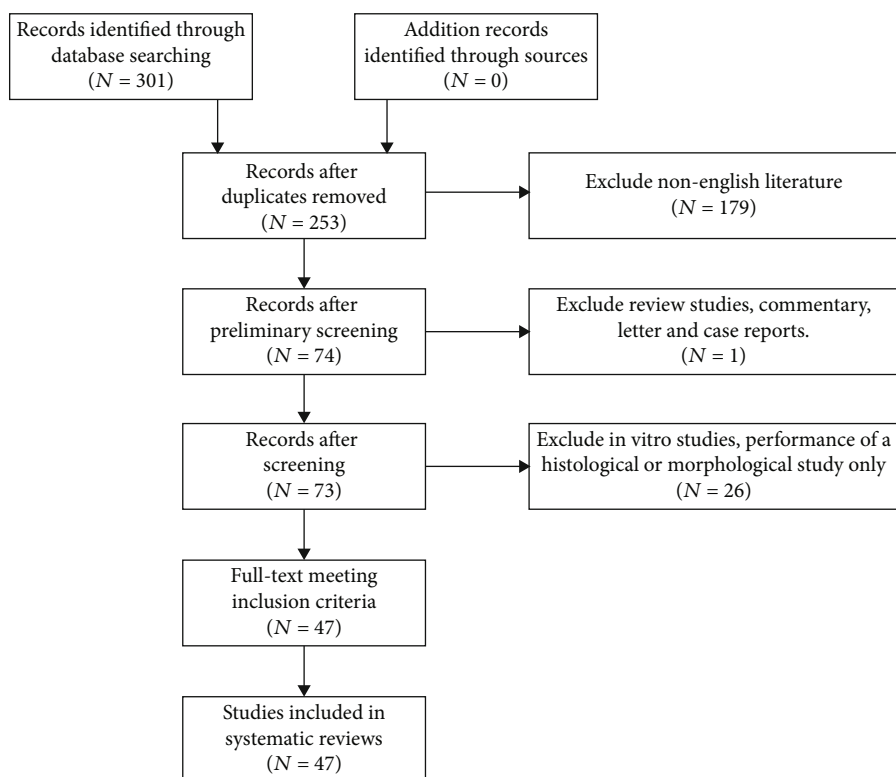 Records identified through
database searching
(N = 301)
Addition records
identified through sources
(N = 0)
Records after
duplicates removed
(N = 253)
Exclude non-english literature
(N = 179)
Records after
preliminary screening
(N = 74)
Exclude review studies, commentary,
letter and case reports.
(N = 1)
Records after
screening
(N = 73)
Exclude in vitro studies, performance of a
histological or morphological study only
(N = 26)
Full-text meeting
inclusion criteria
(N = 47)
Studies included in
systematic reviews
(N = 47)